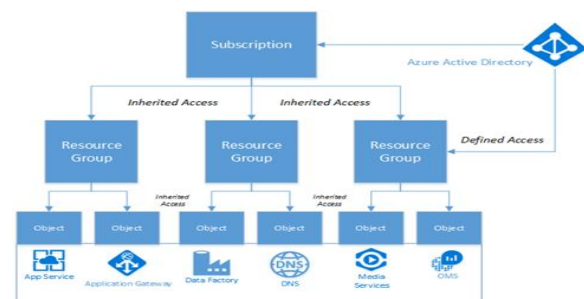 Subscription
Azure Active Directory
Inherited Access
Inherited Access
Resource
Group
Resource
Group
Resource
Group
Defined Access
Inherited
Access
Inherited
Access
Object
Object
Object
Object
Object
Object
App Service
Application Gateway
Data Factory
DNS
DNS
Media
Services
OMS